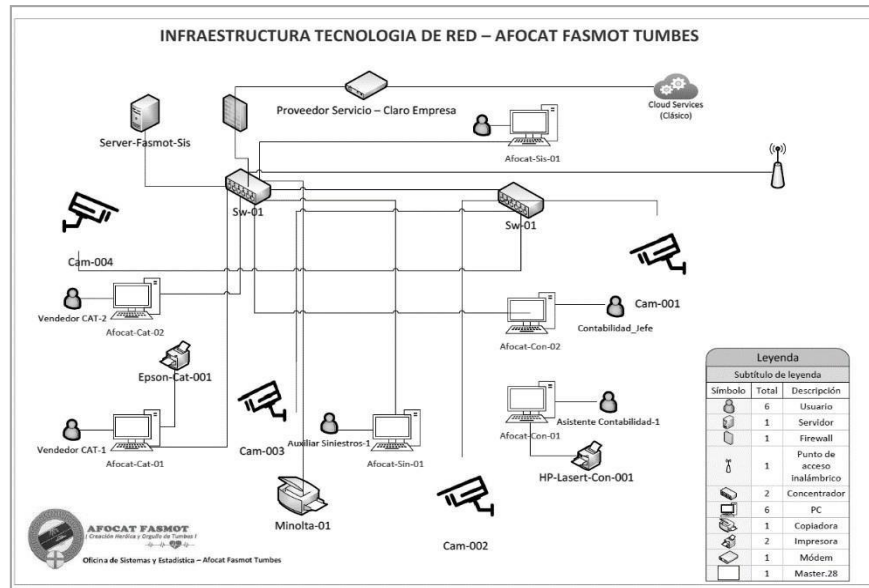 INFRAESTRUCTURA TECNOLOGIA DE RED – AFOCAT FASMOT TUMBES
Proveedor Servicio – Claro Empresa
Cloud Services
(Clásico)
Server-Fasmot-Sis
Afocat-Sis-01
Sw-01
Sw-01
Cam-004
Cam-001
Vendedor CAT-2
Afocat-Cat-02
Contabilidad_Jefe
Afocat-Con-02
Epson-Cat-001
Vendedor CAT-1
Afocat-Cat-01
Cam-003
Auxiliar Siniestros-1
Afocat-Sin-01
Asistente Contabilidad-1
Afocat-Con-01
HP-Lasert-Con-001
Minolta-01
Cam-002
Leyenda
Subtítulo de leyenda
Símbolo Total Descripción
6 Usuario
1 Servidor
1 Firewall
1 Punto de
acceso
inalámbrico
2 Concentrador
6 PC
1 Copiadora
2 Impresora
1 Módem
1 Master.28
AFOCAT FASMOT
¡ Creación Heróica y Orgullo de Tumbes !
Oficina de Sistemas y Estadística – Afocat Fasmot Tumbes